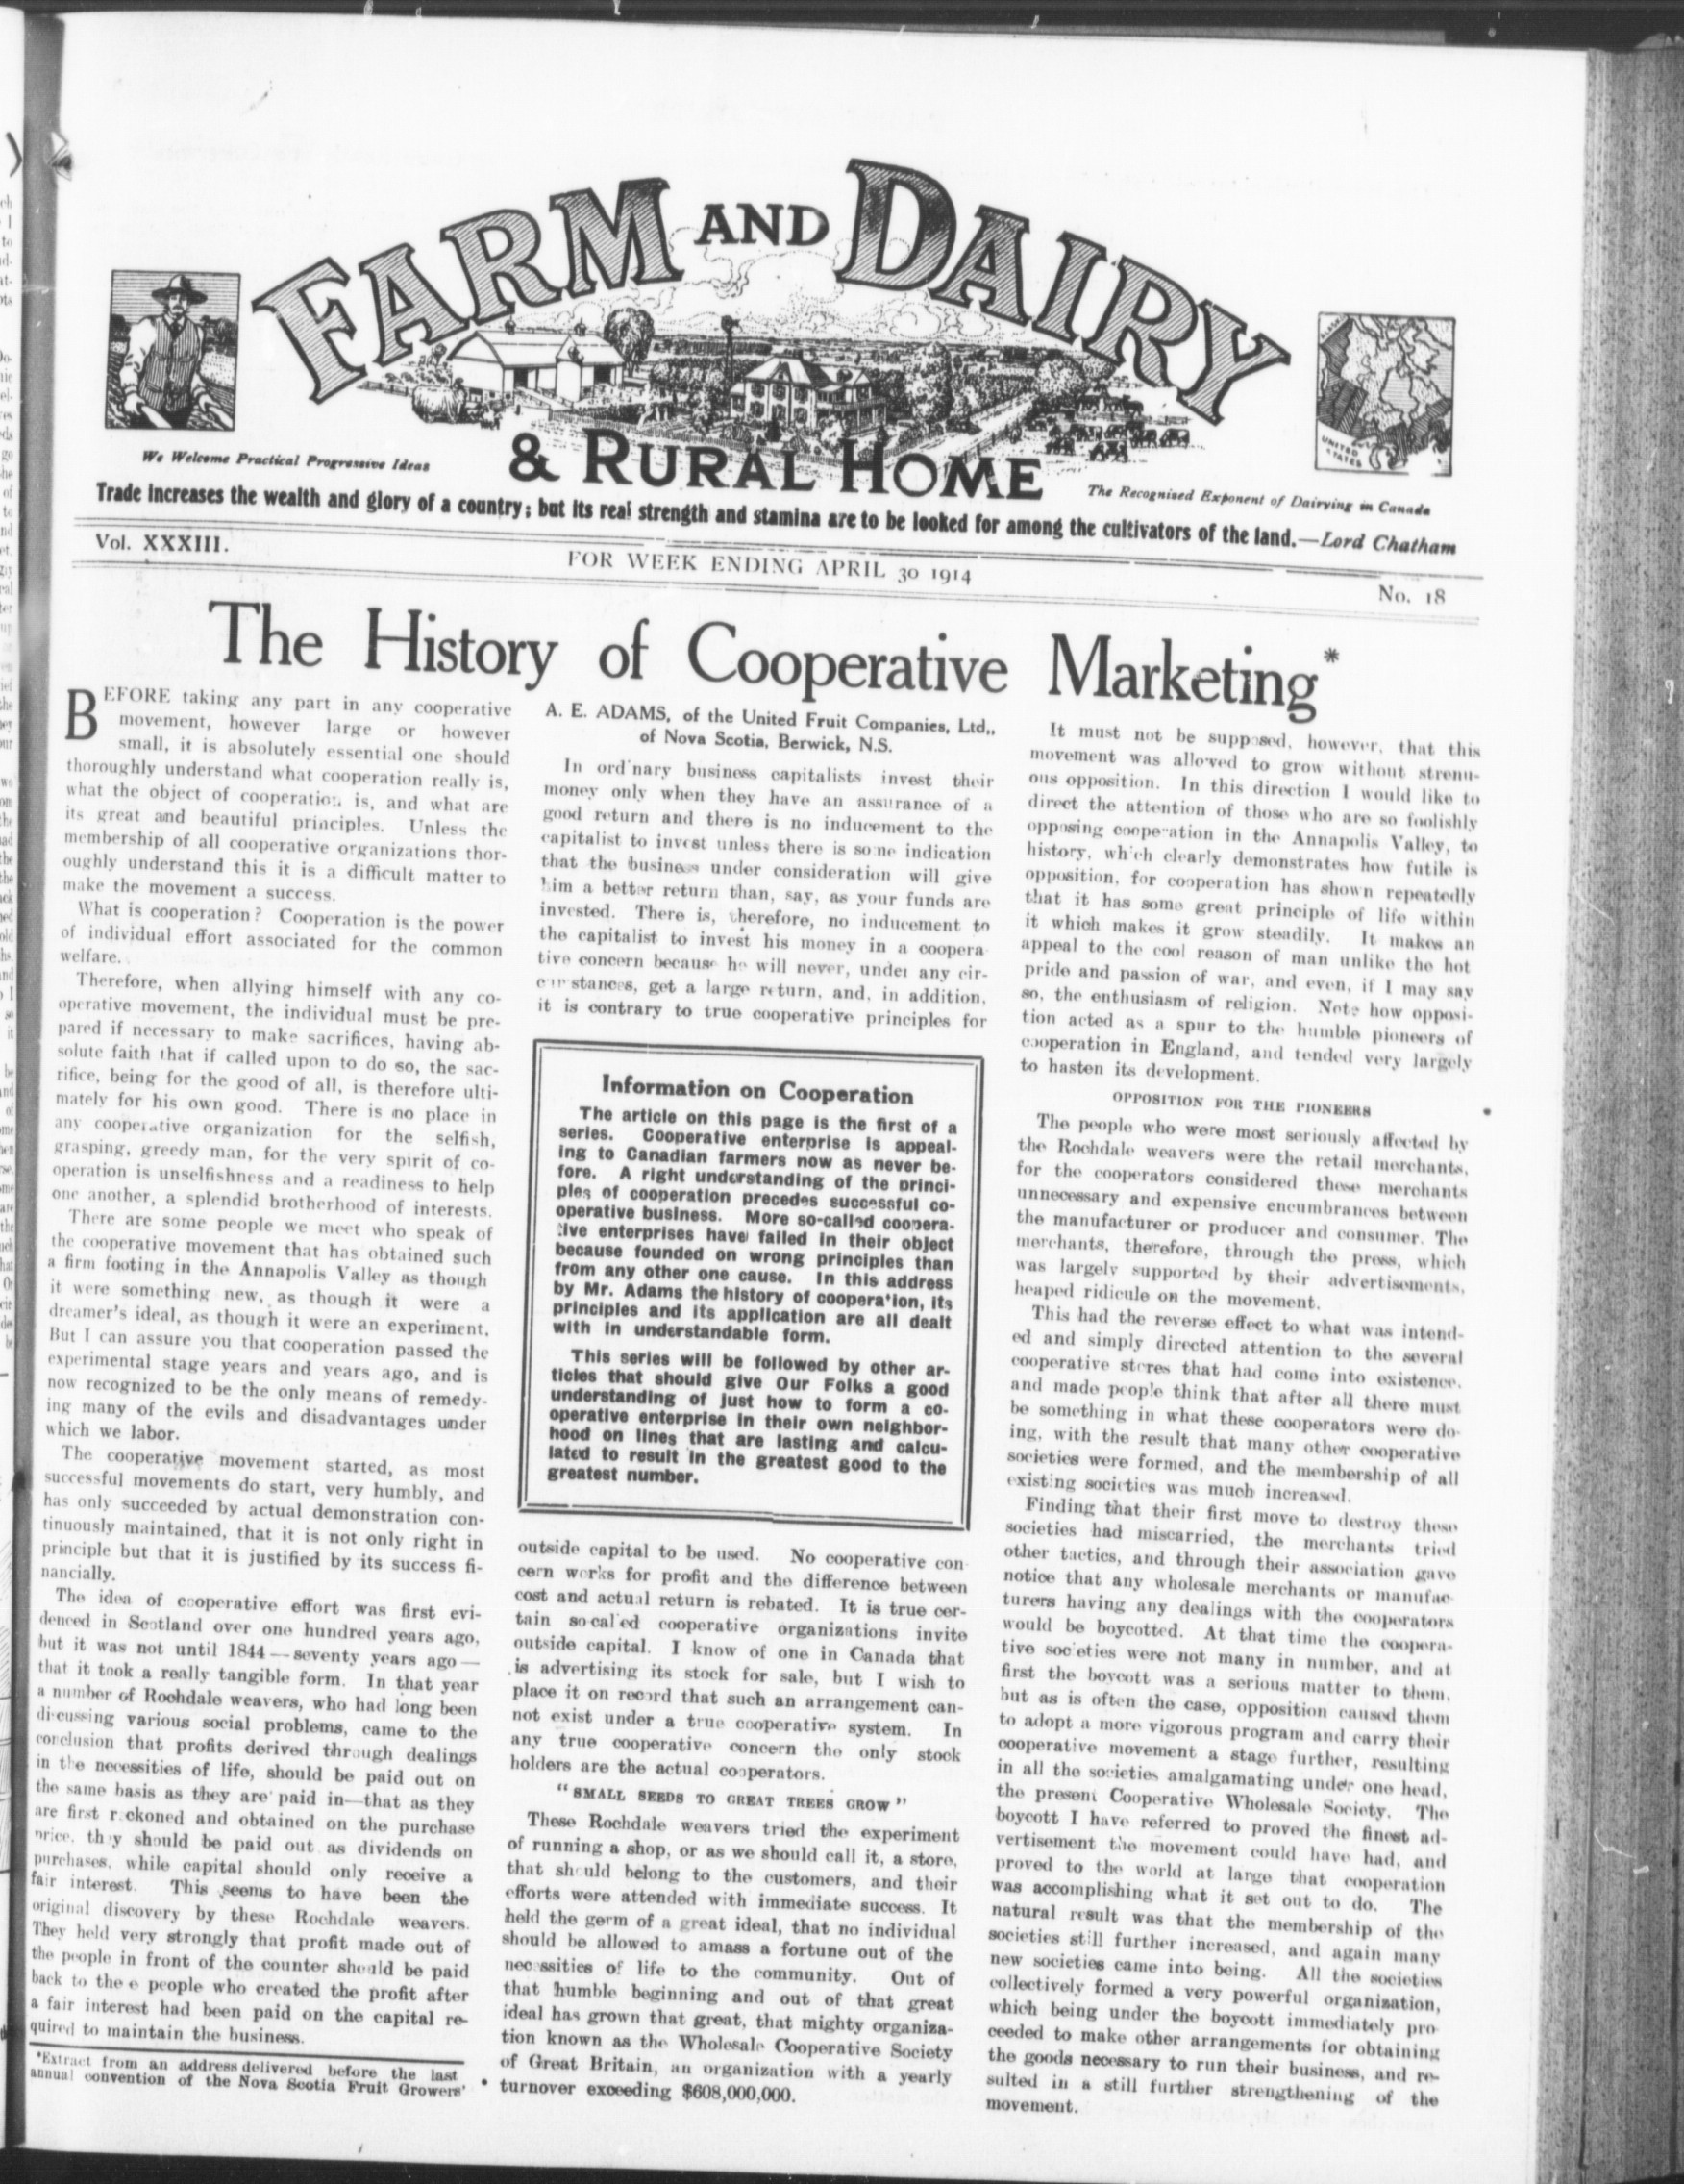 FARM AND DAIRY
& RURAL HOME
We Welcome Practical Progressive Ideas
The Recognized Exponent of Dairying in Canada
UNITED
STATES
Trade increases the wealth and glory of a country; but its real strength and stamina are to be looked for among the cultivators of the land.—Lord Chatham
Vol. XXXIII.
FOR WEEK ENDING APRIL 30 1914
No. 18
The History of Cooperative Marketing*
BEFORE taking any part in any cooperative
movement, however large or however
small, it is absolutely essential one should
thoroughly understand what cooperation really is,
what the object of cooperation is, and what are
its great and beautiful principles. Unless the
membership of all cooperative organizations thor-
oughly understand this it is a difficult matter to
make the movement a success.
What is cooperation? Cooperation is the power
of individual effort associated for the common
welfare.
Therefore, when allying himself with any co-
operative movement, the individual must be pre-
pared if necessary to make sacrifices, having ab-
solute faith that if called upon to do so, the sac-
rifice, being for the good of all, is therefore ulti-
mately for his own good. There is no place in
any cooperative organization for the selfish,
grasping, greedy man, for the very spirit of co-
operation is unselfishness and a readiness to help
one another, a splendid brotherhood of interests.
There are some people we meet who speak of
the cooperative movement that has obtained such
a firm footing in the Annapolis Valley as though
it were something new, as though it were a
dreamer's ideal, as though it were an experiment.
But I can assure you that cooperation passed the
experimental stage years and years ago, and is
now recognized to be the only means of remedy-
ing many of the evils and disadvantages under
which we labor.
The cooperative movement started, as most
successful movements do start, very humbly, and
has only succeeded by actual demonstration con-
tinuously maintained, that it is not only right in
principle but that it is justified by its success fi-
nancially.
The idea of cooperative effort was first evi-
denced in Scotland over one hundred years ago,
but it was not until 1844—seventy years ago—
that it took a really tangible form. In that year
a number of Rochdale weavers, who had long been
discussing various social problems, came to the
conclusion that profits derived through dealings
in the necessities of life, should be paid out on
the same basis as they are paid in—that as they
are first reckoned and obtained on the purchase
price, they should be paid out as dividends on
purchases, while capital should only receive a
fair interest. This seems to have been the
original discovery by these Rochdale weavers.
They held very strongly that profit made out of
the people in front of the counter should be paid
back to the e people who created the profit after
a fair interest had been paid on the capital re-
quired to maintain the business.
*Extract from an address delivered before the last
annual convention of the Nova Scotia Fruit Growers'
A. E. ADAMS, of the United Fruit Companies, Ltd.,
of Nova Scotia, Berwick, N.S.
In ord'nary business capitalists invest their
money only when they have an assurance of a
good return and there is no inducement to the
capitalist to invest unless there is some indication
that the business under consideration will give
him a better return than, say, as your funds are
invested. There is, therefore, no inducement to
the capitalist to invest his money in a coopera-
tive concern because he will never, under any cir-
cumstances, get a large return, and, in addition,
it is contrary to true cooperative principles for
Information on Cooperation
The article on this page is the first of a
series. Cooperative enterprise is appeal-
ing to Canadian farmers now as never be-
fore. A right understanding of the princi-
ples of cooperation precedes successful co-
operative business. More so-called coopera-
tive enterprises have failed in their object
because founded on wrong principles than
from any other one cause. In this address
by Mr. Adams the history of cooperation, its
principles and its application are all dealt
with in understandable form.
This series will be followed by other ar-
ticles that should give Our Folks a good
understanding of just how to form a co-
operative enterprise in their own neighbor-
hood on lines that are lasting and calcu-
lated to result in the greatest good to the
greatest number.
outside capital to be used. No cooperative con
cern works for profit and the difference between
cost and actual return is rebated. It is true cer-
tain so-called cooperative organizations invite
outside capital. I know of one in Canada that
is advertising its stock for sale, but I wish to
place it on record that such an arrangement can-
not exist under a true cooperative system. In
any true cooperative concern the only stock
holders are the actual cooperators.
"SMALL SEEDS TO GREAT TREES GROW"
These Rochdale weavers tried the experiment
of running a shop, or as we should call it, a store,
that should belong to the customers, and their
efforts were attended with immediate success. It
held the germ of a great ideal, that no individual
should be allowed to amass a fortune out of the
necessities of life to the community. Out of
that humble beginning and out of that great
ideal has grown that great, that mighty organiza-
tion known as the Wholesale Cooperative Society
of Great Britain, an organization with a yearly
turnover exceeding $608,000,000.
It must not be supposed, however, that this
movement was allowed to grow without strenu-
ous opposition. In this direction I would like to
direct the attention of those who are so foolishly
opposing cooperation in the Annapolis Valley, to
history, which clearly demonstrates how futile is
opposition, for cooperation has shown repeatedly
that it has some great principle of life within
it which makes it grow steadily. It makes an
appeal to the cool reason of man unlike the hot
pride and passion of war, and even, if I may say
so, the enthusiasm of religion. Note how opposi-
tion acted as a spur to the humble pioneers of
cooperation in England, and tended very largely
to hasten its development.
OPPOSITION FOR THE PIONEERS
The people who were most seriously affected by
the Rochdale weavers were the retail merchants,
for the cooperators considered these merchants
unnecessary and expensive encumbrances between
the manufacturer or producer and consumer. The
merchants, therefore, through the press, which
was largely supported by their advertisements,
heaped ridicule on the movement.
This had the reverse effect to what was intend-
ed and simply directed attention to the several
cooperative stores that had come into existence,
and made people think that after all there must
be something in what these cooperators were do-
ing, with the result that many other cooperative
societies were formed, and the membership of all
existing societies was much increased.
Finding that their first move to destroy these
societies had miscarried, the merchants tried
other tactics, and through their association gave
notice that any wholesale merchants or manufac-
turers having any dealings with the cooperators
would be boycotted. At that time the coopera-
tive societies were not many in number, and at
first the boycott was a serious matter to them,
but as is often the case, opposition caused them
to adopt a more vigorous program and carry their
cooperative movement a stage further, resulting
in all the societies amalgamating under one head,
the present Cooperative Wholesale Society. The
boycott I have referred to proved the finest ad-
vertisement the movement could have had, and
proved to the world at large that cooperation
was accomplishing what it set out to do. The
natural result was that the membership of the
societies still further increased, and again many
new societies came into being. All the societies
collectively formed a very powerful organization,
which being under the boycott immediately pro-
ceeded to make other arrangements for obtaining
the goods necessary to run their business, and re-
sulted in a still further strengthening of the
movement.